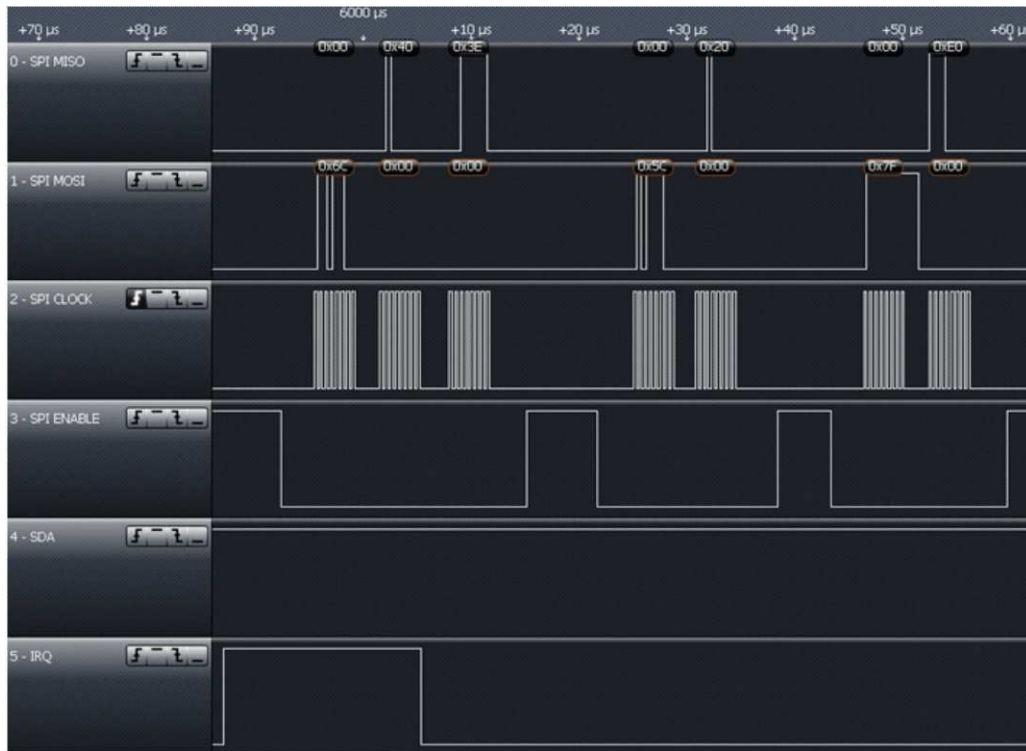 6000 µs
+70 µs +80 µs +90 µs +10 µs +20 µs +30 µs +40 µs +50 µs +60 µs
0x00 0x40 0x3E 0x00 0x20 0x00 0xE0
0 - SPI MISO
0x6C 0x00 0x00 0x5C 0x00 0x7F 0x00
1 - SPI MOSI
2 - SPI CLOCK
3 - SPI ENABLE
4 - SDA
5 - IRQ